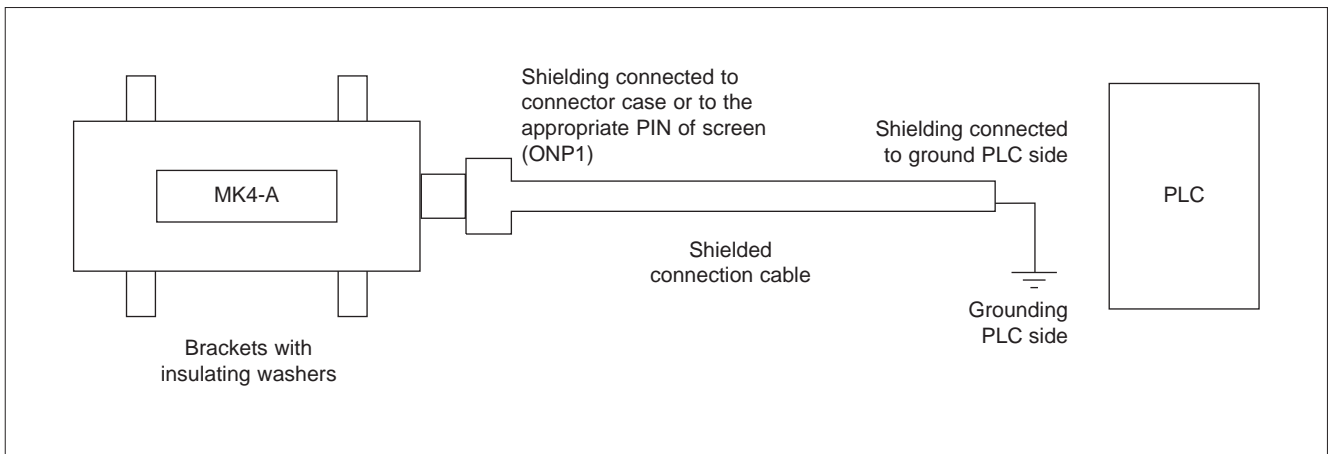 Shielding connected to
connector case or to the
appropriate PIN of screen
(ONP1)
Shielding connected
to ground PLC side
MK4-A
PLC
Shielded
connection cable
Grounding
PLC side
Brackets with
insulating washers